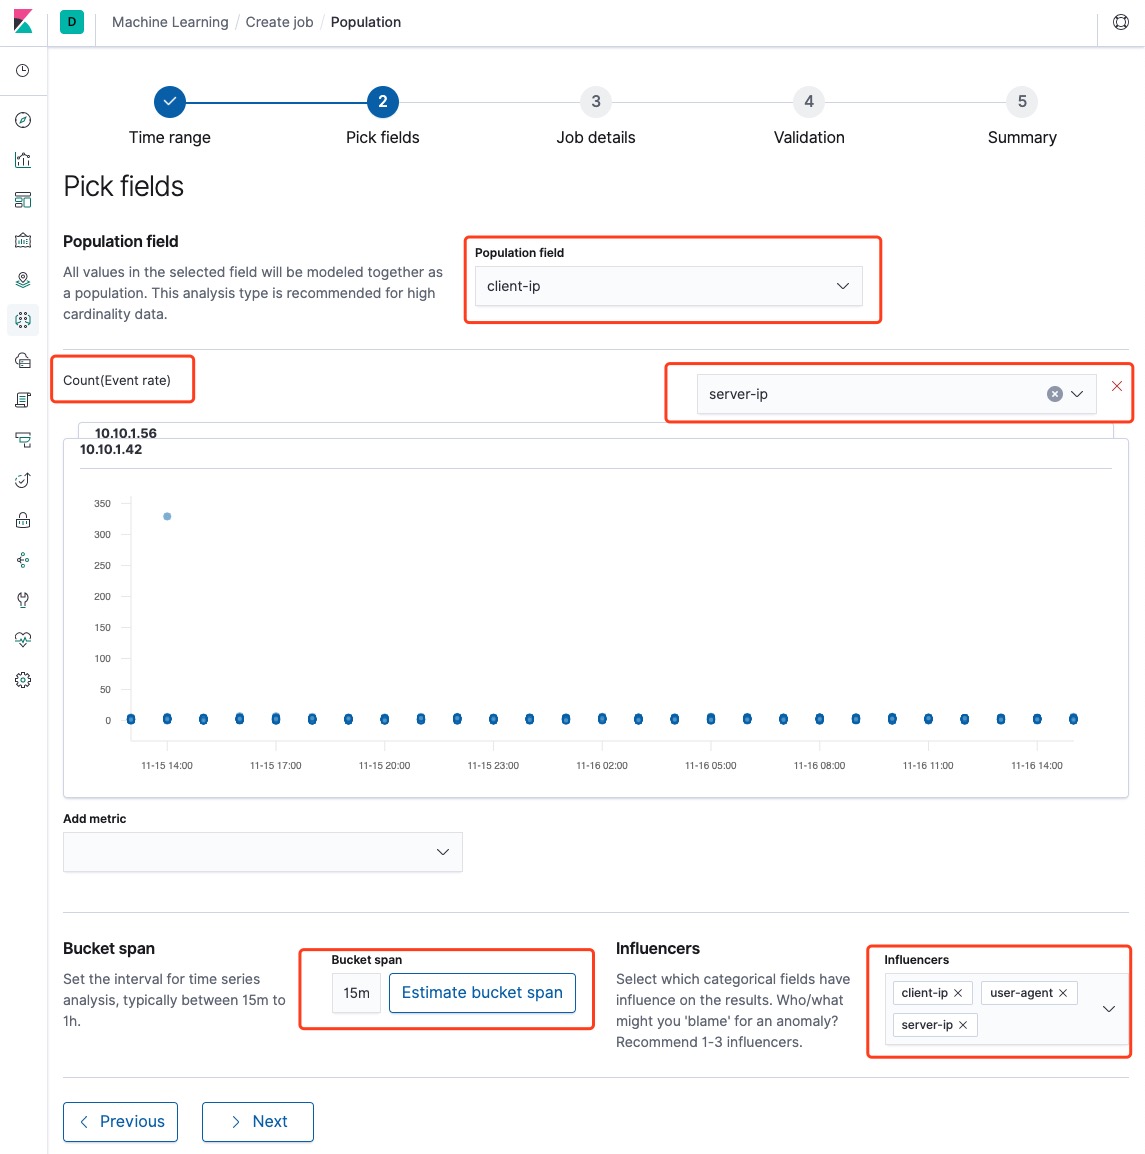 D
Machine Learning / Create job / Population
2 3 4 5
Time range Pick fields Job details Validation Summary
Pick fields
Population field
All values in the selected field will be modeled together as
a population. This analysis type is recommended for high
cardinality data.
Population field
client-ip
Count(Event rate)
server-ip
10.10.1.56
10.10.1.42
350
300
250
200
150
100
50
0
11-15 14:00 11-15 17:00 11-15 20:00 11-15 23:00 11-16 02:00 11-16 05:00 11-16 08:00 11-16 11:00 11-16 14:00
Add metric
Bucket span
Set the interval for time series
analysis, typically between 15m to
1h.
Bucket span
15m Estimate bucket span
Influencers
Select which categorical fields have
influence on the results. Who/what
might you 'blame' for an anomaly?
Recommend 1-3 influencers.
Influencers
client-ip user-agent
server-ip
Previous Next